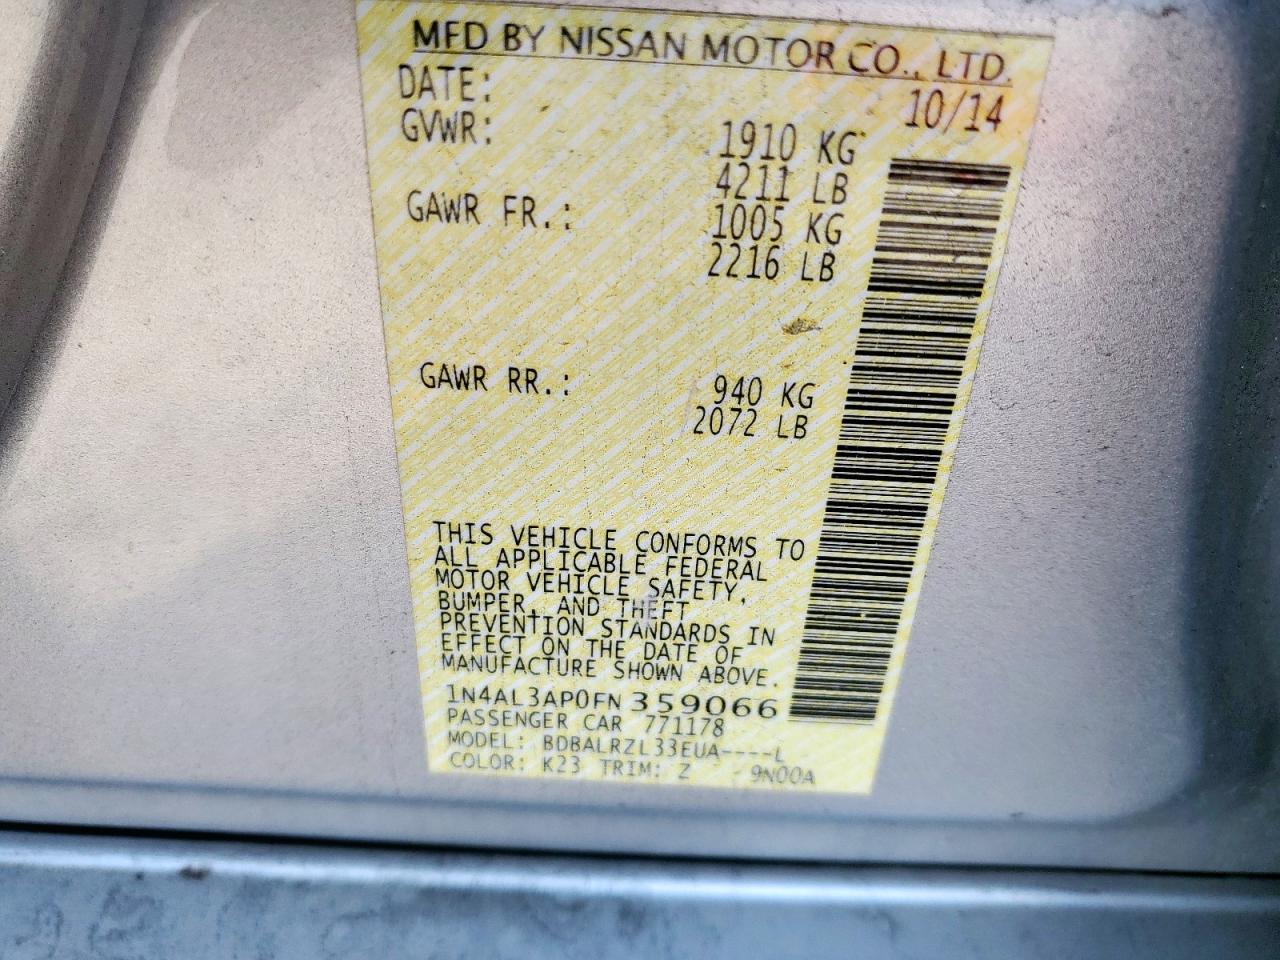 MFD BY NISSAN MOTOR CO., LTD.
DATE: 10/14
GVWR: 1910 KG
4211 LB
GAWR FR.: 1005 KG
2216 LB
GAWR RR.: 940 KG
2072 LB
THIS VEHICLE CONFORMS TO
ALL APPLICABLE FEDERAL
MOTOR VEHICLE SAFETY,
BUMPER, AND THEFT
PREVENTION STANDARDS IN
EFFECT ON THE DATE OF
MANUFACTURE SHOWN ABOVE.
1N4AL3AP0FN359066
PASSENGER CAR 771178
MODEL: BDBALRZL33EUA----L
COLOR: K23 TRIM: Z -9N00A